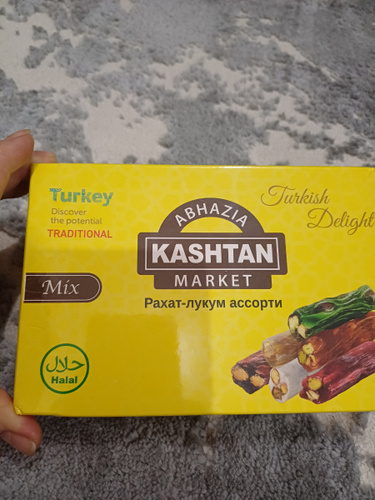 Turkey
Discover
the potential
TRADITIONAL
Turkish
Delight
ABHAZIA
KASHTAN
MARKET
Mix
Рахат-лукум ассорти
حلال
Halal